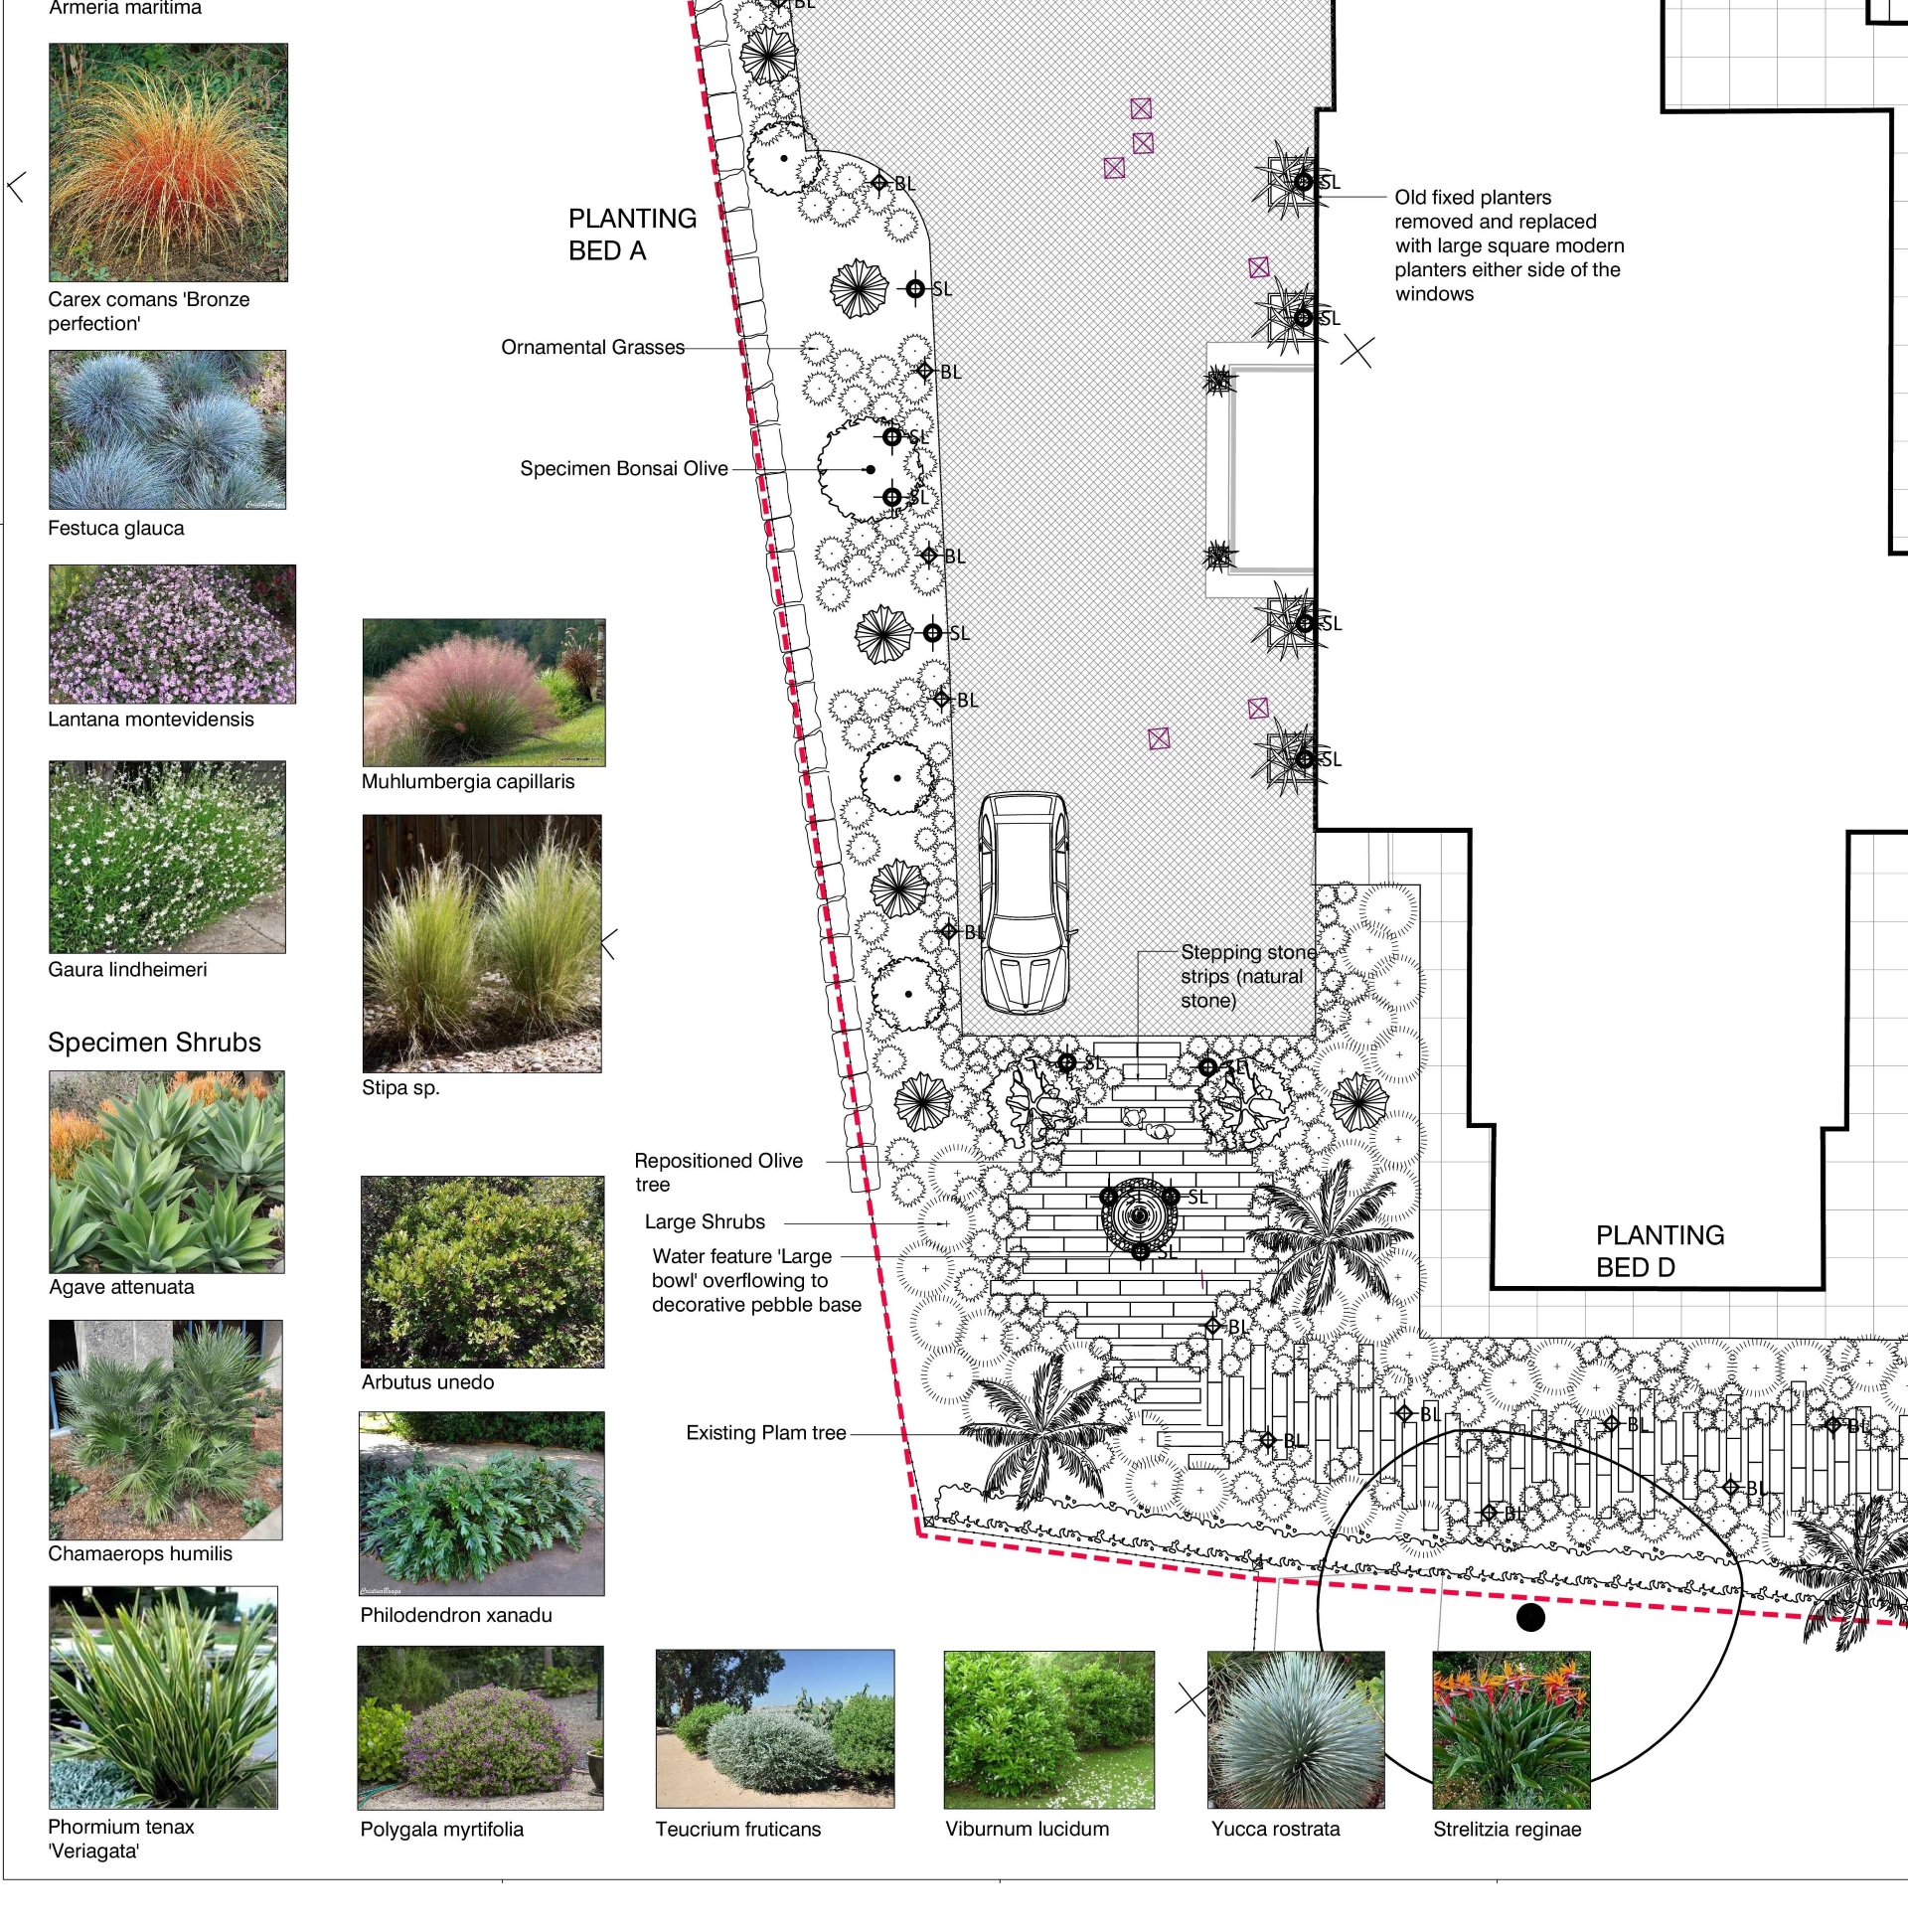 Armeria maritima
BL
Carex comans 'Bronze
perfection'
Festuca glauca
Lantana montevidensis
Gaura lindheimeri
Specimen Shrubs
Agave attenuata
Chamaerops humilis
Phormium tenax
'Veriagata'
Muhlumbergia capillaris
Stipa sp.
Arbutus unedo
Philodendron xanadu
Polygala myrtifolia
Teucrium fruticans
Viburnum lucidum
Yucca rostrata
Strelitzia reginae
PLANTING
BED A
BL
SL
Ornamental Grasses
BL
SL
Specimen Bonsai Olive
SL
BL
SL
BL
BL
SL
SL
SL
SL
Old fixed planters
removed and replaced
with large square modern
planters either side of the
windows
Stepping stone
strips (natural
stone)
SL
SL
Repositioned Olive
tree
Large Shrubs
SL
SL
SL
Water feature 'Large
bowl' overflowing to
decorative pebble base
BL
Existing Plam tree
BL
BL
BL
BL
BL
BL
PLANTING
BED D